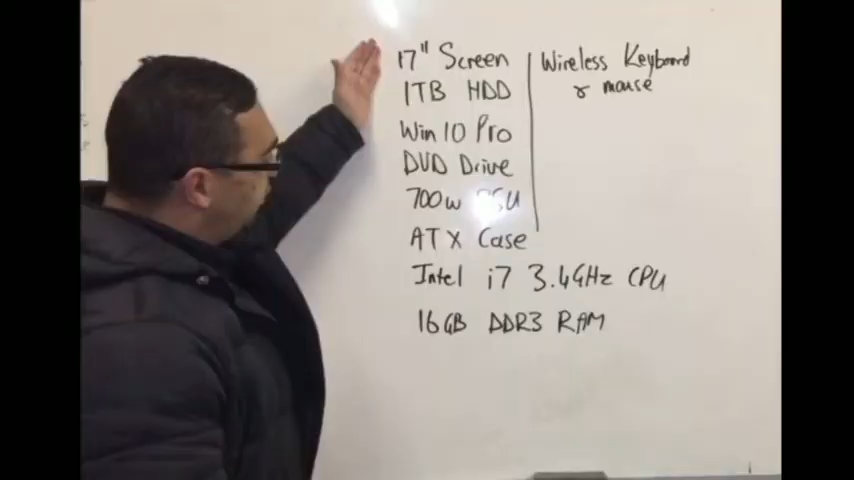 17" Screen
1TB HDD
Win 10 Pro
DVD Drive
700w PSU
ATX Case
Intel i7 3.4GHz CPU
16GB DDR3 RAM
Wireless Keyboard
& mouse